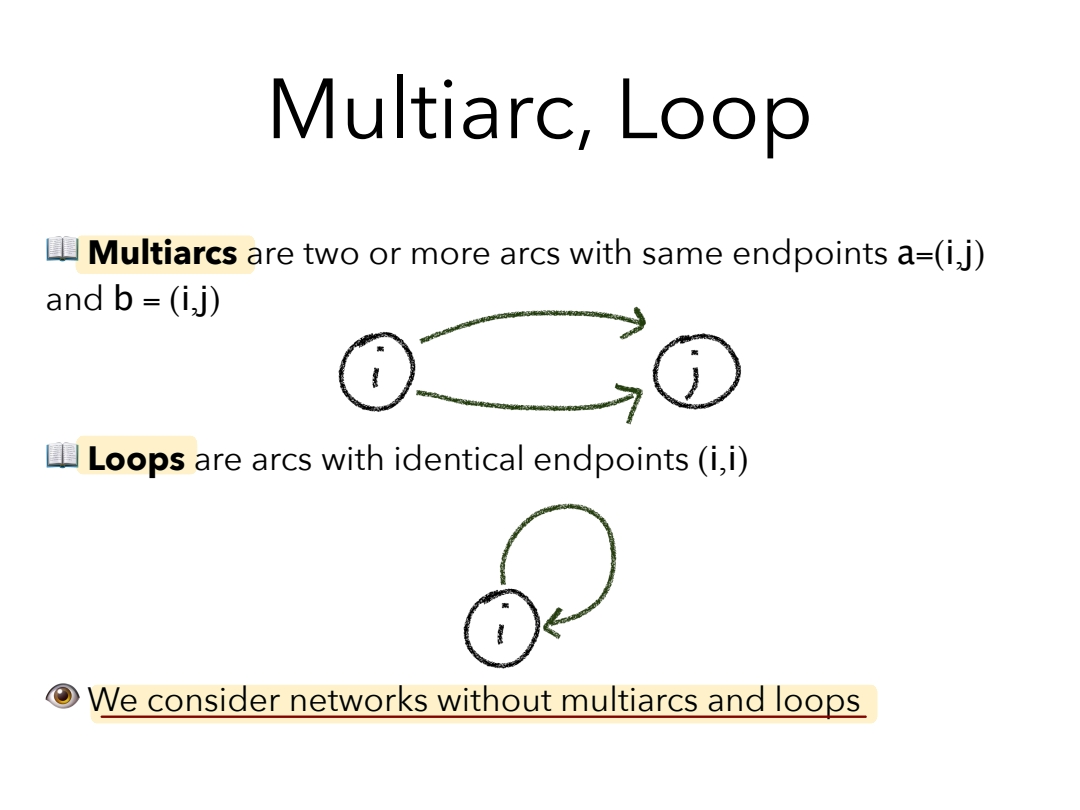 Multiarc, Loop
📖 Multiarcs are two or more arcs with same endpoints a=(i,j)
and b = (i,j)
i j
📖 Loops are arcs with identical endpoints (i,i)
i
👁 We consider networks without multiarcs and loops